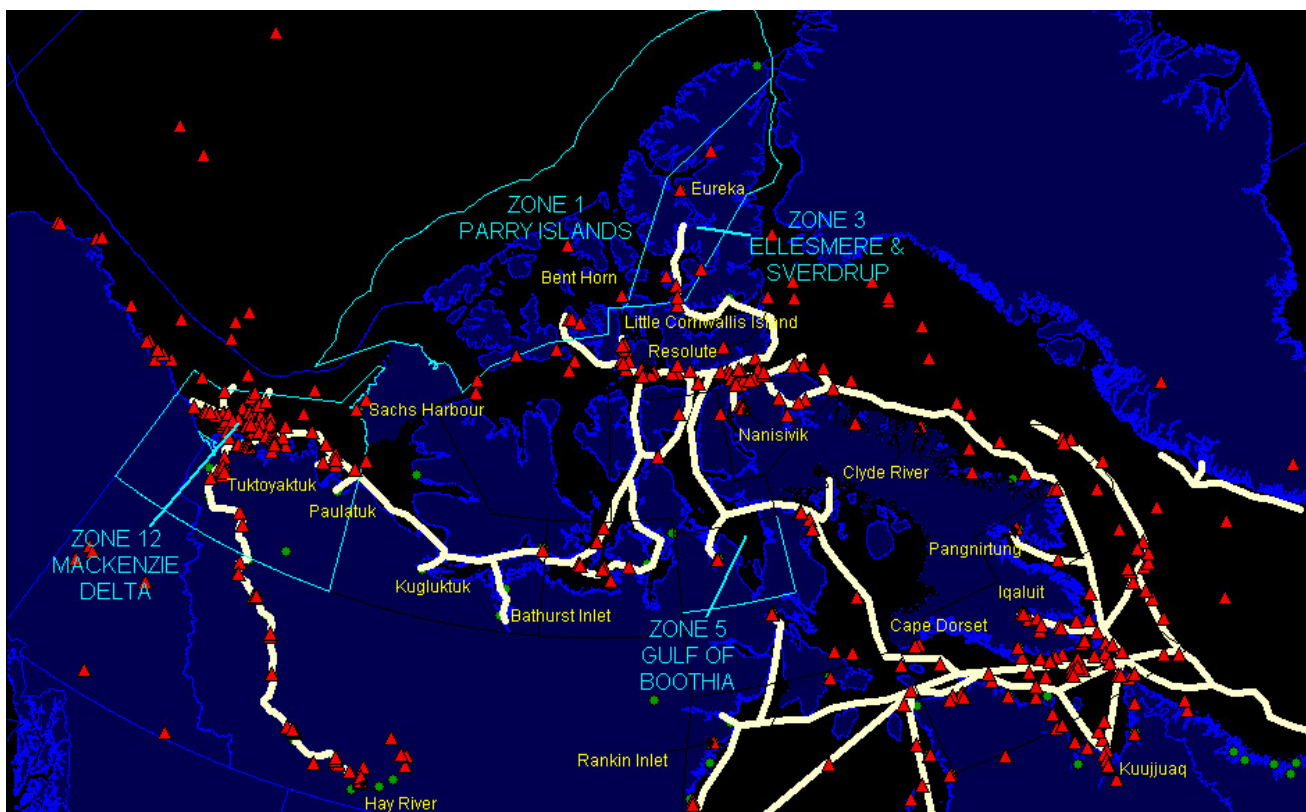 Eureka
ZONE 1
PARRY ISLANDS
ZONE 3
ELLESMERE &
SVERDRUP
Bent Horn
Little Cornwallis Island
Resolute
Sachs Harbour
Nanisivik
Clyde River
Tuktoyaktuk
Paulatuk
ZONE 12
MACKENZIE
DELTA
Pangnirtung
Kugluktuk
Iqaluit
Bathurst Inlet
Cape Dorset
ZONE 5
GULF OF
BOOTHIA
Rankin Inlet
Kuujjuaq
Hay River